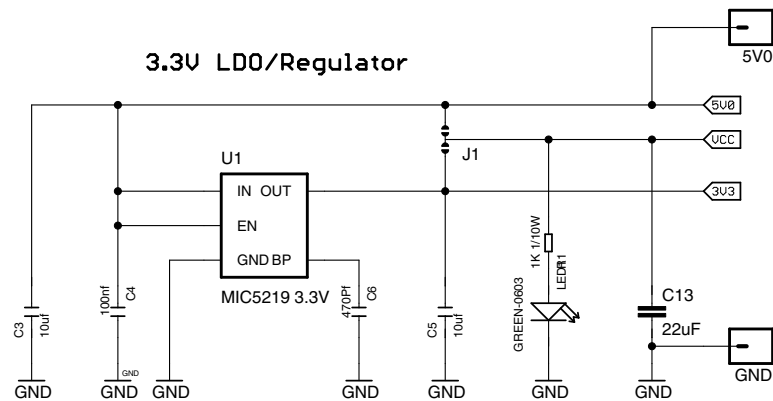 3.3V LDO/Regulator
5V0
5V0
VCC
J1
3V3
U1
IN OUT
EN
GND BP
MIC5219 3.3V
C3
10uf
100nf
C4
470Pf
C6
C5
10uf
1K 1/10W
LED1
R1
GREEN-0603
C13
22uF
GND
GND
GND
GND
GND
GND
GND
GND
GND
GND